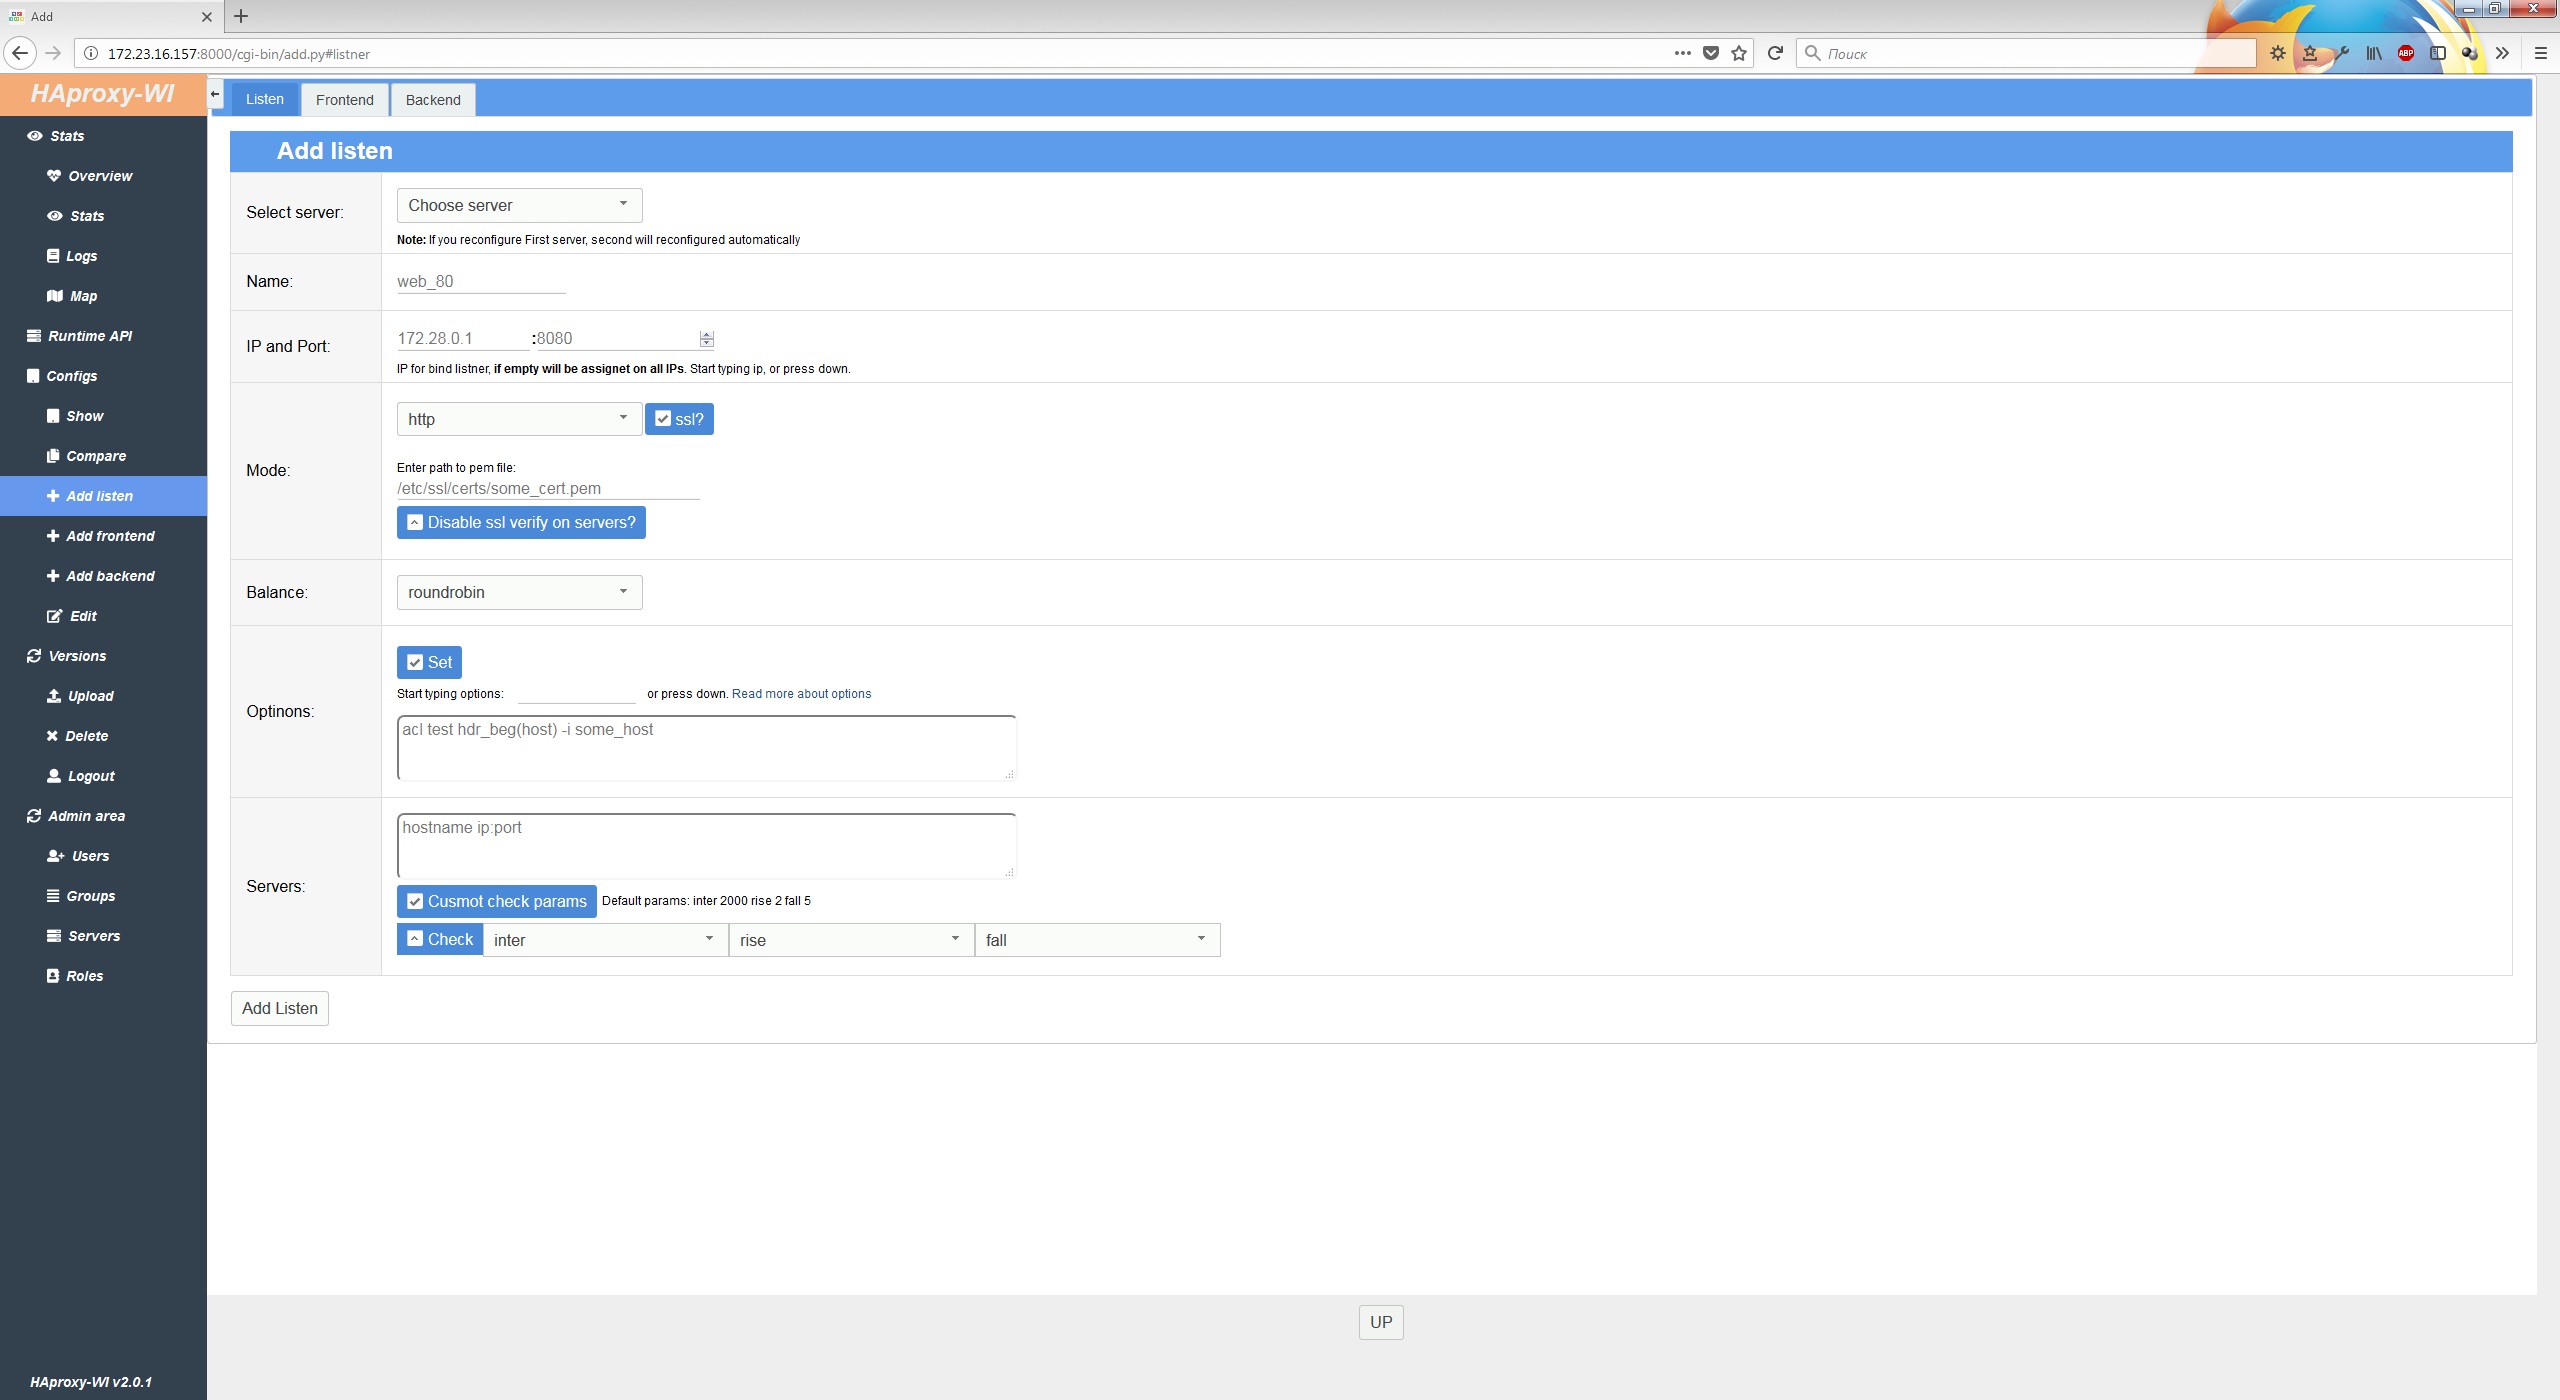 Add
172.23.16.157:8000/cgi-bin/add.py#listner
Поиск
ABP
HAproxy-WI
Stats
Overview
Stats
Logs
Map
Runtime API
Configs
Show
Compare
Add listen
Add frontend
Add backend
Edit
Versions
Upload
Delete
Logout
Admin area
Users
Groups
Servers
Roles
HAproxy-WI v2.0.1
Listen Frontend Backend
Add listen
Select server:
Choose server
Note: If you reconfigure First server, second will reconfigured automatically
Name:
web_80
IP and Port:
172.28.0.1 :8080
IP for bind listner, if empty will be assignet on all IPs. Start typing ip, or press down.
Mode:
http ssl?
Enter path to pem file:
/etc/ssl/certs/some_cert.pem
Disable ssl verify on servers?
Balance:
roundrobin
Optinons:
Set
Start typing options: or press down. Read more about options
acl test hdr_beg(host) -i some_host
Servers:
hostname ip:port
Cusmot check params Default params: inter 2000 rise 2 fall 5
Check inter rise fall
Add Listen
UP